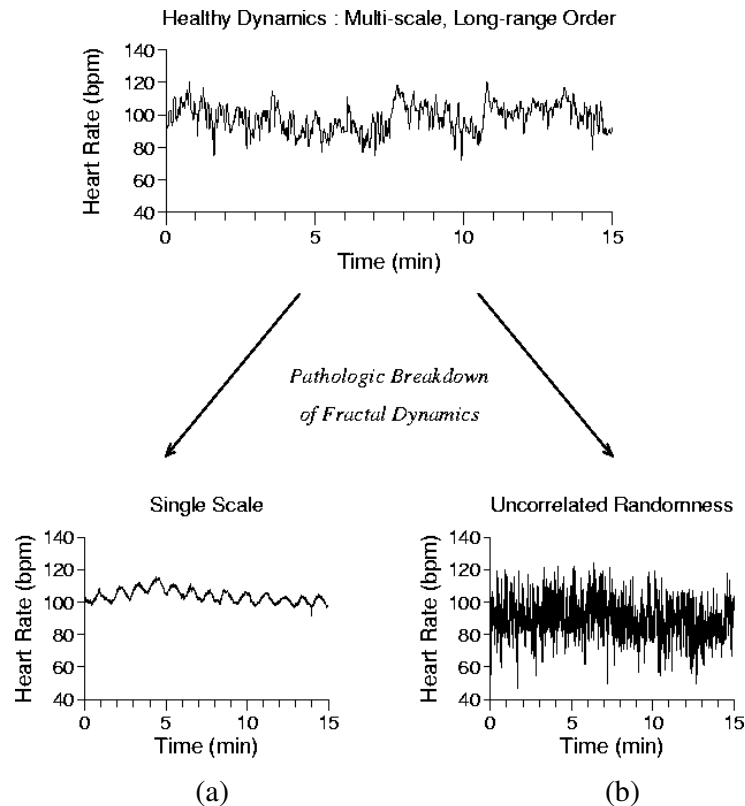 Healthy Dynamics : Multi-scale, Long-range Order
140
120
100
80
60
40
Heart Rate (bpm)
0 5 10 15
Time (min)
Pathologic Breakdown
of Fractal Dynamics
Single Scale
140
120
100
80
60
40
Heart Rate (bpm)
0 5 10 15
Time (min)
(a)
Uncorrelated Randomness
140
120
100
80
60
40
Heart Rate (bpm)
0 5 10 15
Time (min)
(b)